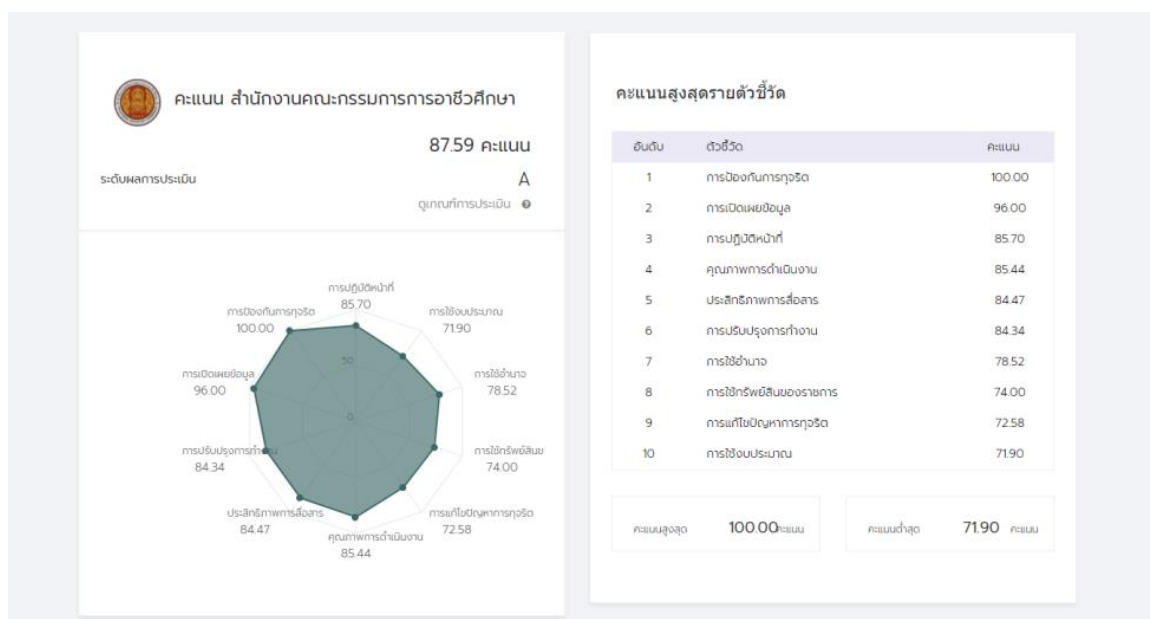 คะแนน สำนักงานคณะกรรมการการอาชีวศึกษา
87.59 คะแนน
ระดับผลการประเมิน A
ดูเกณฑ์การประเมิน
การปฏิบัติหน้าที่
85.70
การใช้งบประมาณ
71.90
การใช้อำนาจ
78.52
การใช้ทรัพย์สินข
74.00
การแก้ไขปัญหาการทุจริต
72.58
คุณภาพการดำเนินงาน
85.44
ประสิทธิภาพการสื่อสาร
84.47
การปรับปรุงการทำงาน
84.34
การเปิดเผยข้อมูล
96.00
การป้องกันการทุจริต
100.00
50
0
คะแนนสูงสุดรายตัวชี้วัด
อันดับ ตัวชี้วัด คะแนน
1 การป้องกันการทุจริต 100.00
2 การเปิดเผยข้อมูล 96.00
3 การปฏิบัติหน้าที่ 85.70
4 คุณภาพการดำเนินงาน 85.44
5 ประสิทธิภาพการสื่อสาร 84.47
6 การปรับปรุงการทำงาน 84.34
7 การใช้อำนาจ 78.52
8 การใช้ทรัพย์สินของราชการ 74.00
9 การแก้ไขปัญหาการทุจริต 72.58
10 การใช้งบประมาณ 71.90
คะแนนสูงสุด 100.00 คะแนน
คะแนนต่ำสุด 71.90 คะแนน